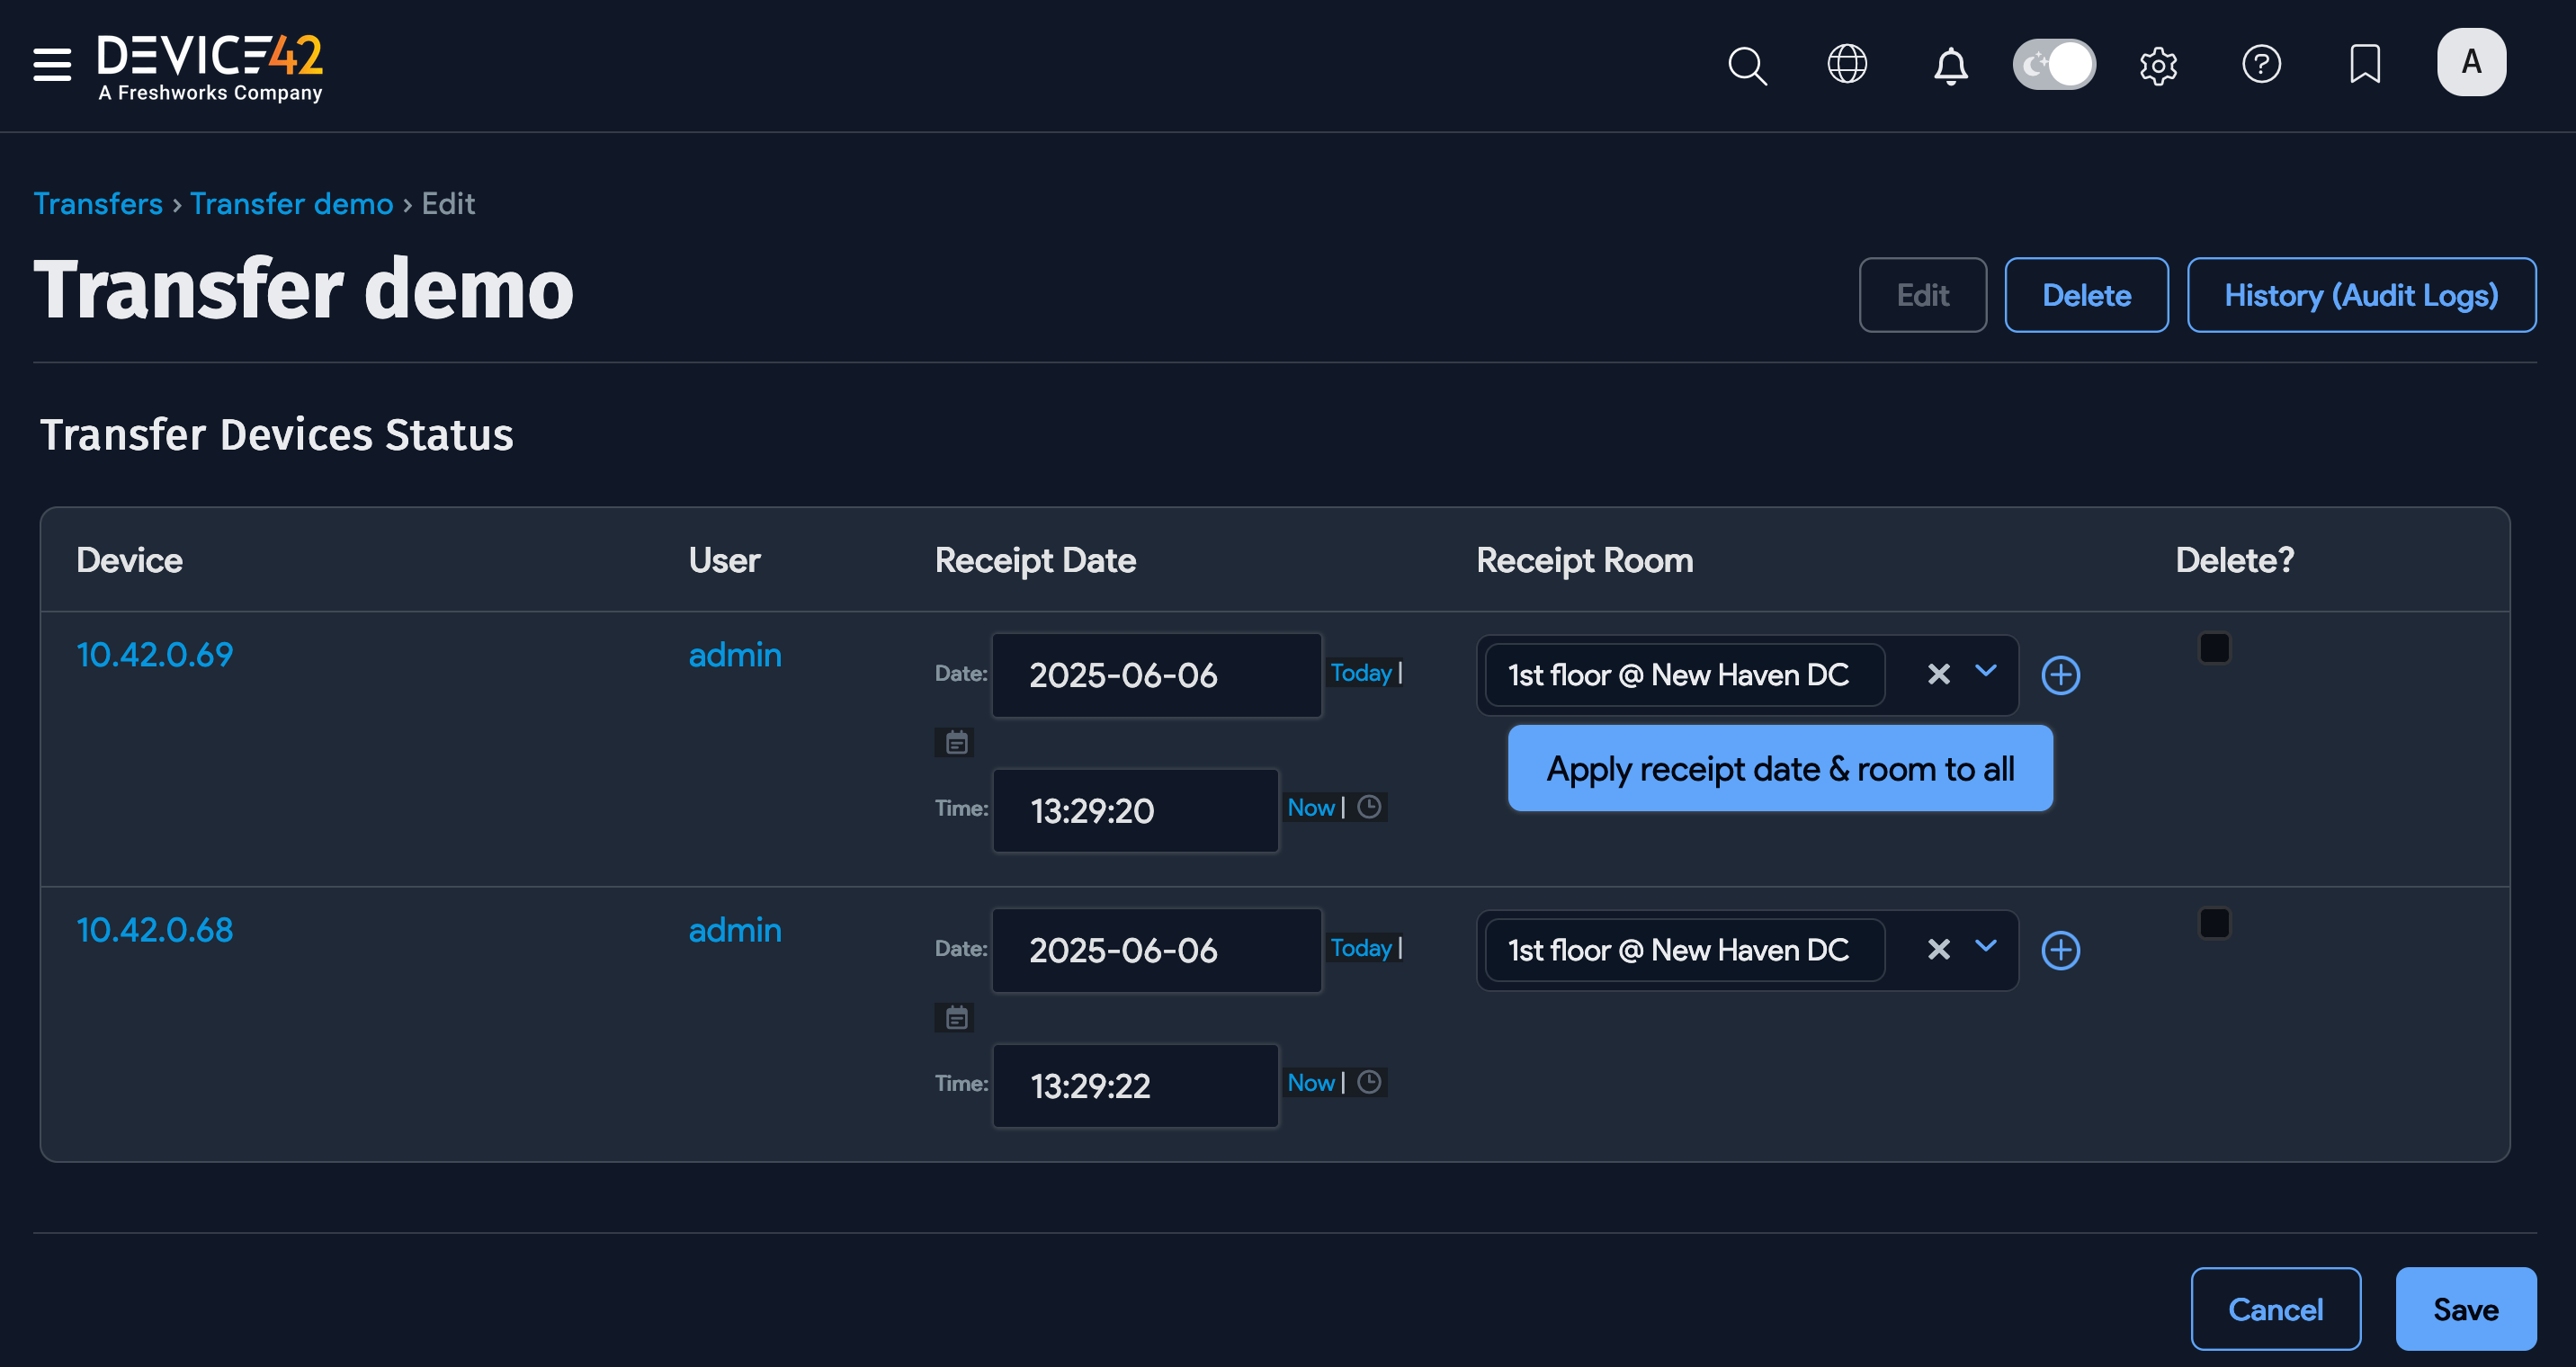 DEVICE42
A Freshworks Company
A
Transfers › Transfer demo › Edit
Transfer demo
Edit
Delete
History (Audit Logs)
Transfer Devices Status
Device User Receipt Date Receipt Room Delete?
10.42.0.69 admin Date: 2025-06-06 Today | 1st floor @ New Haven DC
Apply receipt date & room to all
Time: 13:29:20 Now |
10.42.0.68 admin Date: 2025-06-06 Today | 1st floor @ New Haven DC
Time: 13:29:22 Now |
Cancel
Save